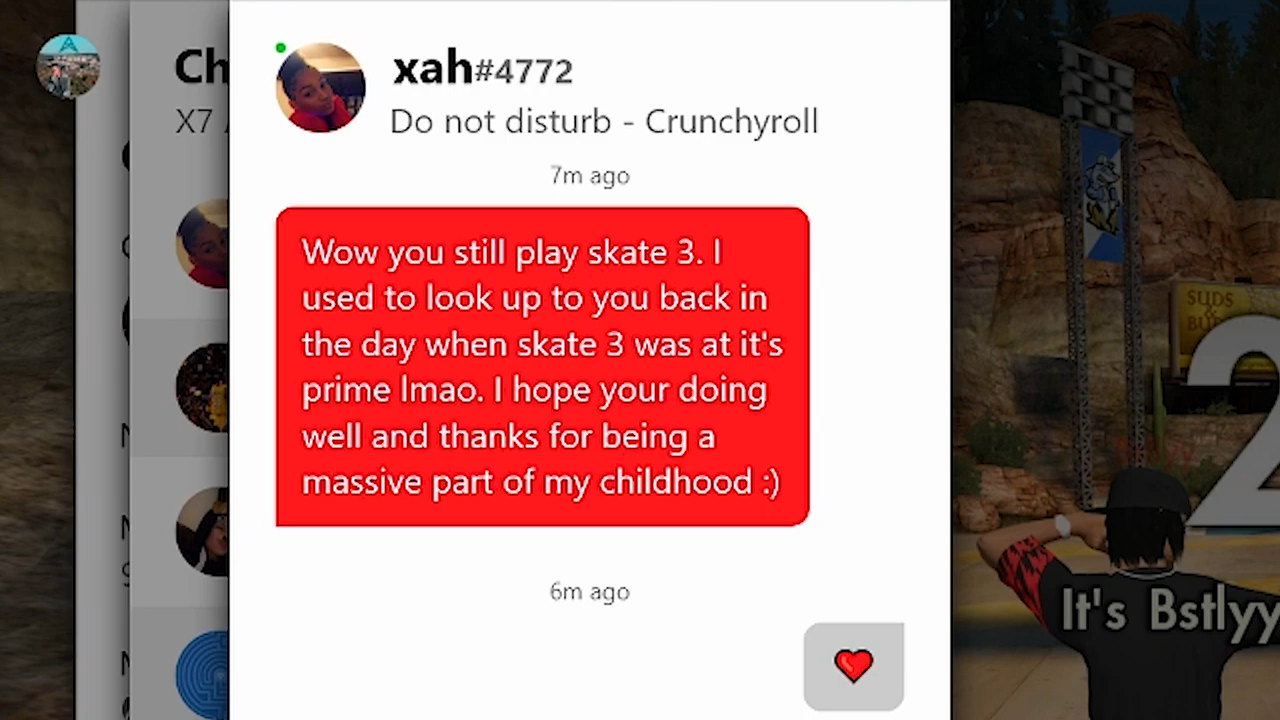 xah#4772
Ch
X7
Do not disturb - Crunchyroll
7m ago
Wow you still play skate 3. I
used to look up to you back in
the day when skate 3 was at it's
prime lmao. I hope your doing
well and thanks for being a
massive part of my childhood :)
6m ago
SUDS
&
2
It's Bstlyy